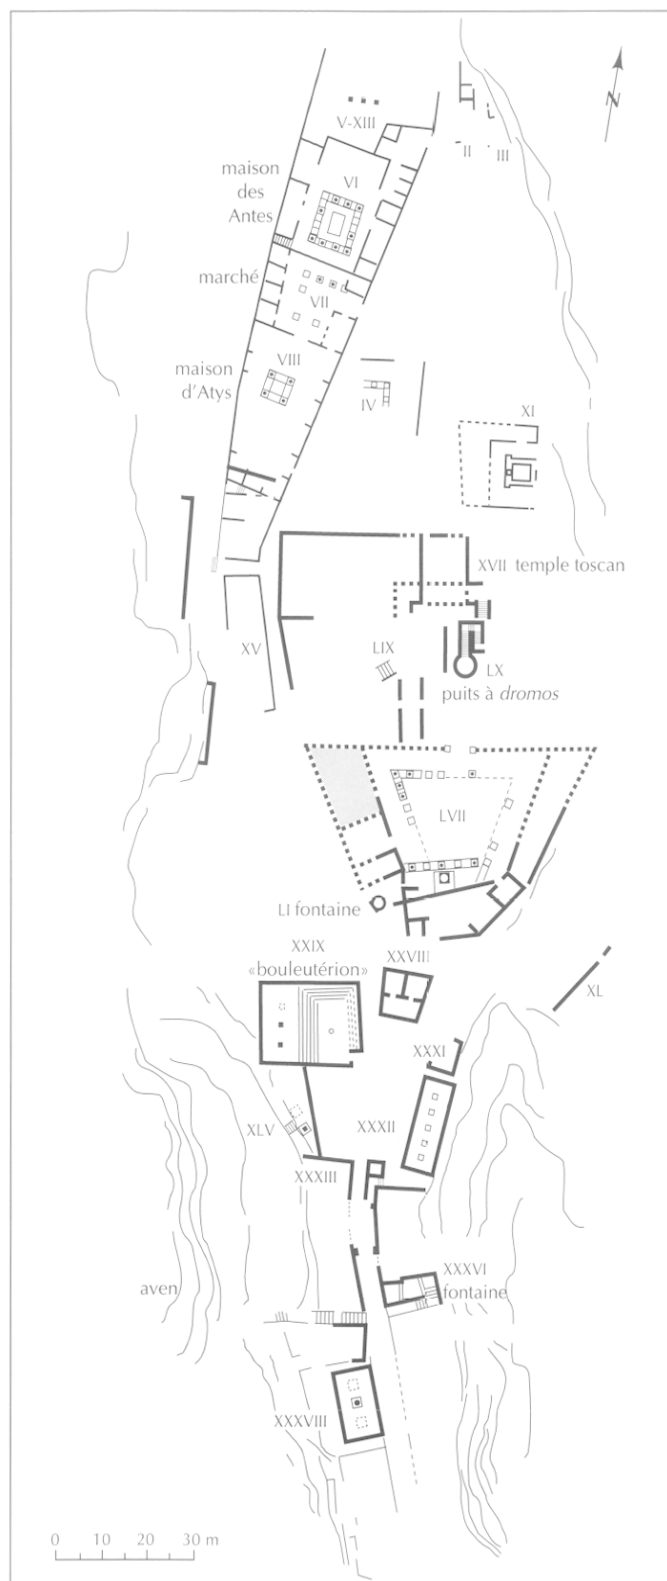 N
V-XIII
II
III
maison
des
Antes
VI
marché
VII
VIII
maison
d'Atys
IV
XI
XVII temple toscan
XV
LIX
LX
puits à dromos
LVII
LI fontaine
XXIX
«bouleutérion»
XXVIII
XL
XXXI
XLV
XXXII
XXXIII
aven
XXXVI
fontaine
XXXVIII
0 10 20 30 m